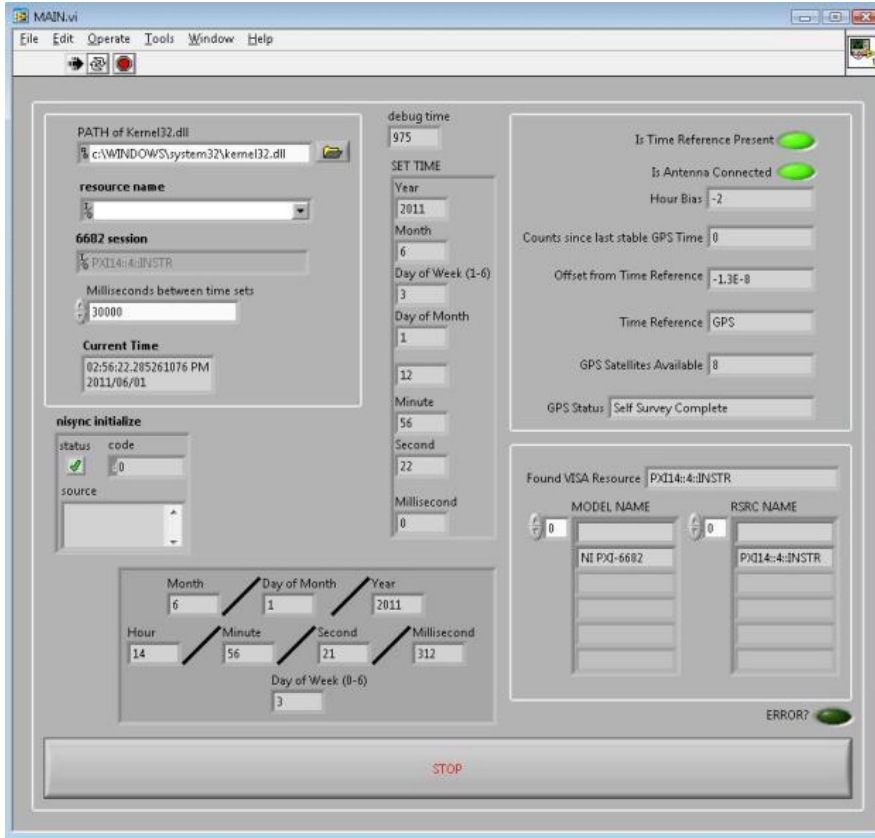 MAIN.vi
File Edit Operate Tools Window Help
PATH of Kernel32.dll
c:\WINDOWS\system32\kernel32.dll
resource name
6682 session
PXI14::4::INSTR
Milliseconds between time sets
30000
Current Time
02:56:22.285261076 PM
2011/06/01
nisync initialize
status code
0
source
debug time
975
SET TIME
Year
2011
Month
6
Day of Week (1-6)
3
Day of Month
1
12
Minute
56
Second
22
Millisecond
0
Is Time Reference Present
Is Antenna Connected
Hour Bias -2
Counts since last stable GPS Time 0
Offset from Time Reference -1.3E-8
Time Reference GPS
GPS Satellites Available 8
GPS Status Self Survey Complete
Found VISA Resource PXI14::4::INSTR
MODEL NAME RSRC NAME
0 0
NI PXI-6682 PXI14::4::INSTR
Month Day of Month Year
6 1 2011
Hour Minute Second Millisecond
14 56 21 312
Day of Week (0-6)
3
ERROR?
STOP